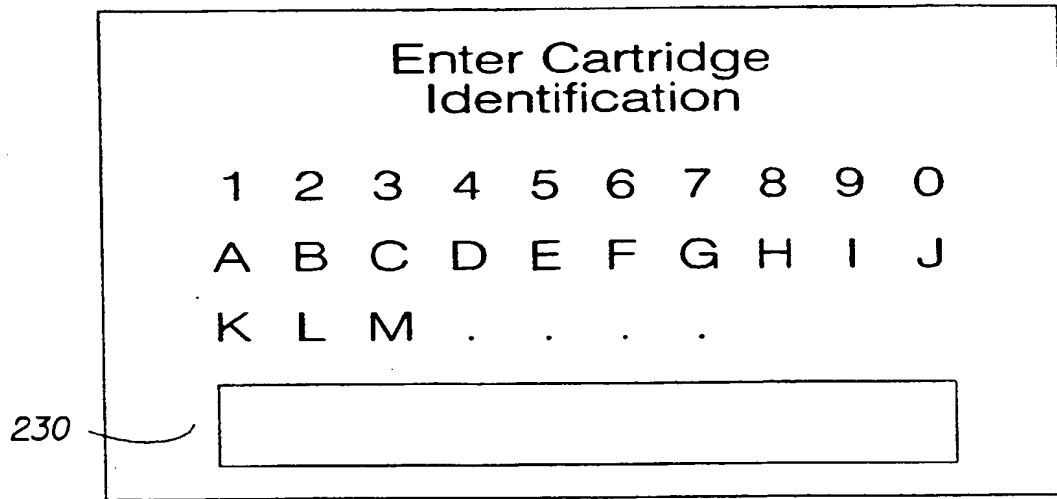 Enter Cartridge
Identification
1 2 3 4 5 6 7 8 9 0
A B C D E F G H I J
K L M . . . .
230